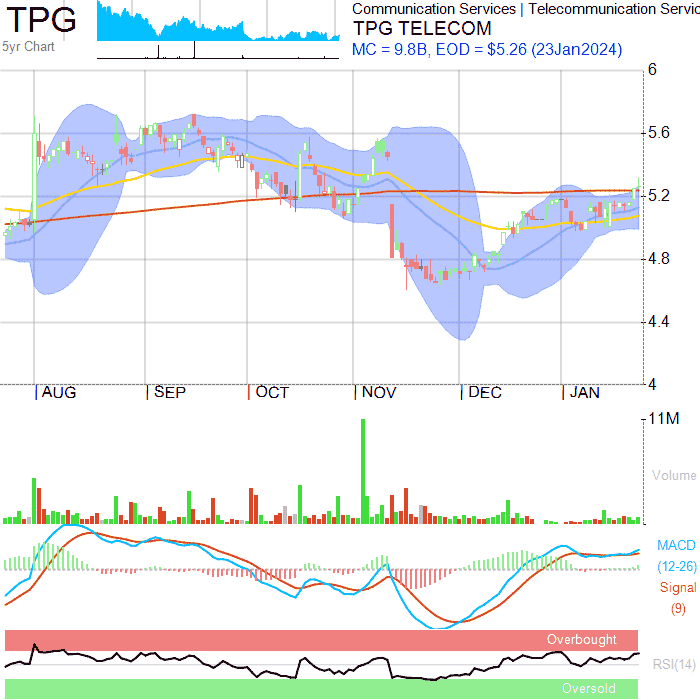 TPG
5yr Chart
Communication Services | Telecommunication Servic
TPG TELECOM
MC = 9.8B, EOD = $5.26 (23Jan2024)
6
5.6
5.2
4.8
4.4
4
AUG SEP OCT NOV DEC JAN
11M
Volume
MACD
(12-26)
Signal
(9)
Overbought
RSI(14)
Oversold